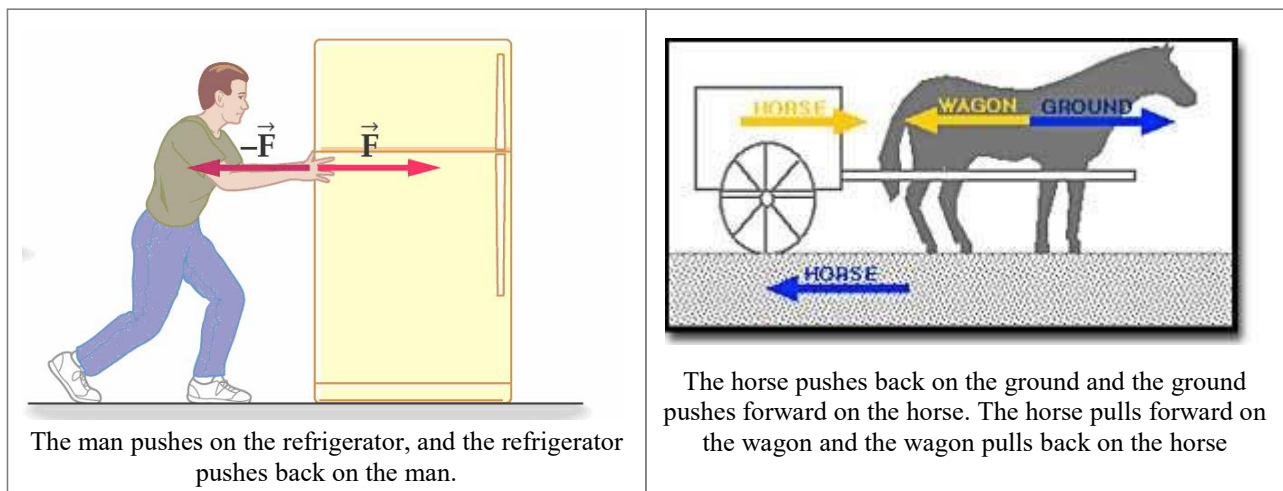 −F⃗
F⃗
The man pushes on the refrigerator, and the refrigerator
pushes back on the man.
HORSE
WAGON
GROUND
HORSE
The horse pushes back on the ground and the ground
pushes forward on the horse. The horse pulls forward on
the wagon and the wagon pulls back on the horse